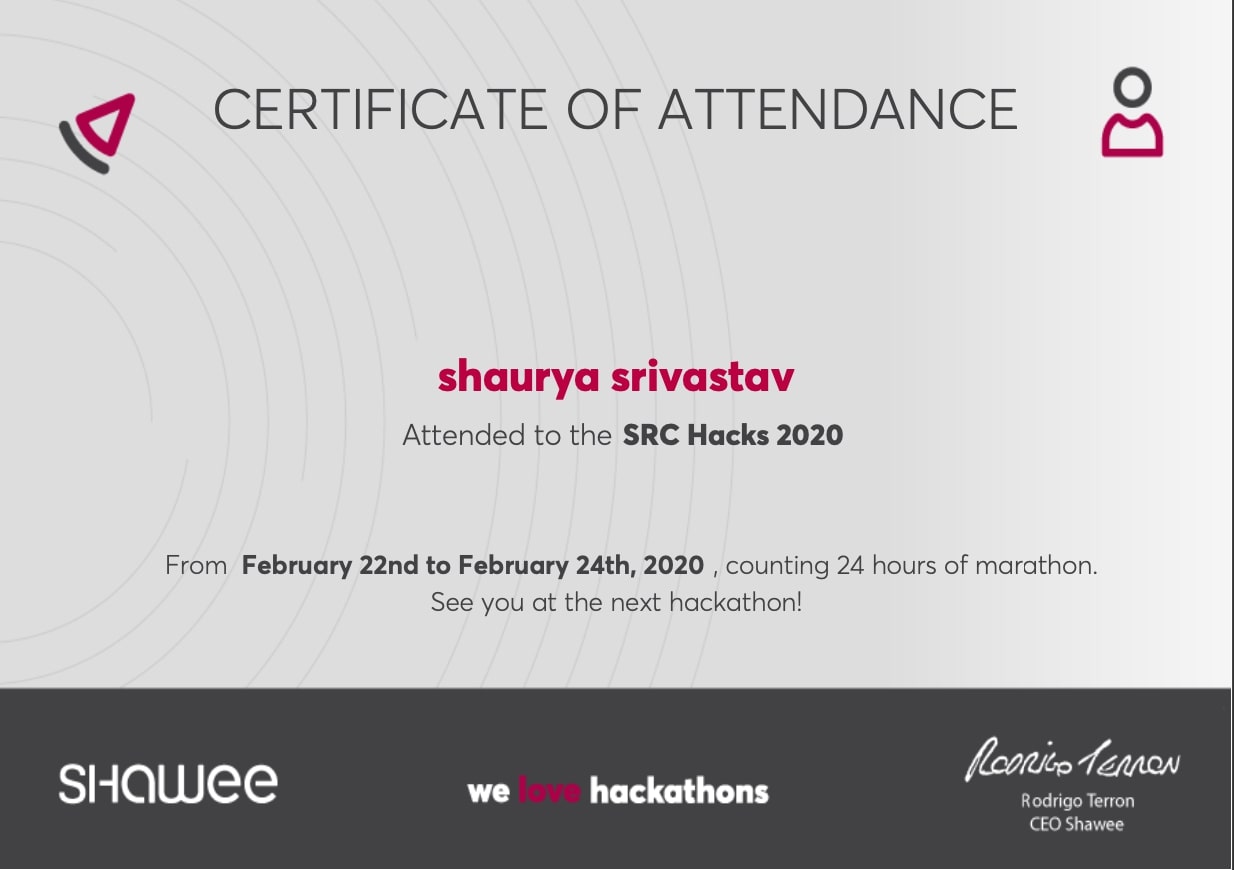 CERTIFICATE OF ATTENDANCE
shaurya srivastav
Attended to the SRC Hacks 2020
From February 22nd to February 24th, 2020 , counting 24 hours of marathon.
See you at the next hackathon!
SHawee
we love hackathons
Rodrigo Terron
Rodrigo Terron
CEO Shawee